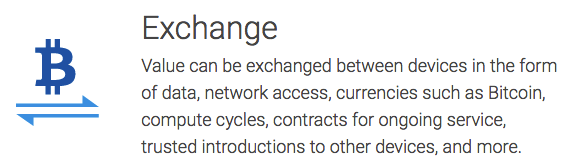 Exchange
Value can be exchanged between devices in the form
of data, network access, currencies such as Bitcoin,
compute cycles, contracts for ongoing service,
trusted introductions to other devices, and more.